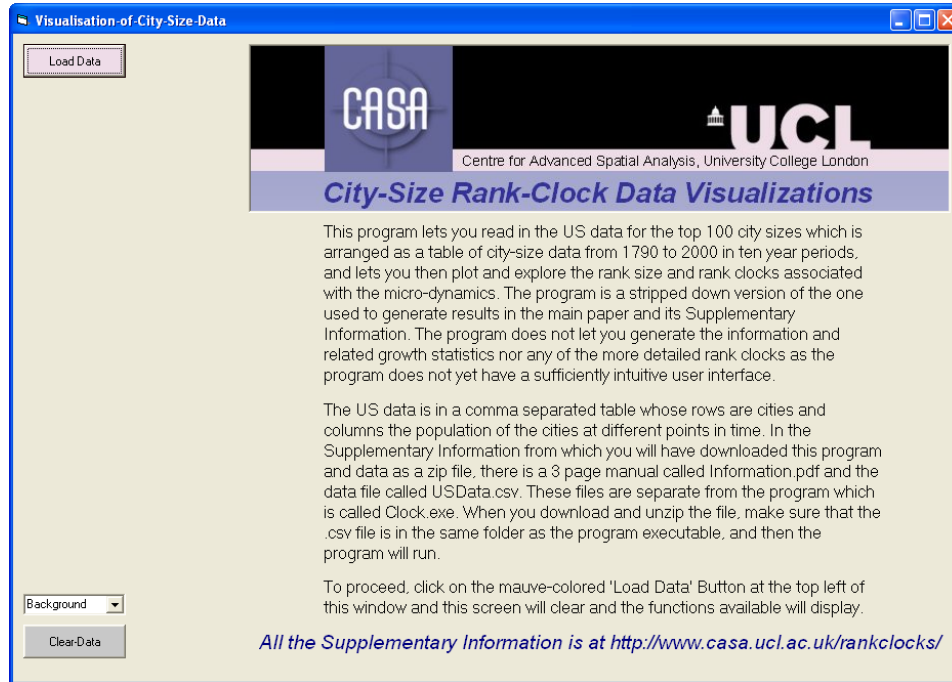 Visualisation-of-City-Size-Data
Load Data
CASA
UCL
Centre for Advanced Spatial Analysis, University College London
City-Size Rank-Clock Data Visualizations
This program lets you read in the US data for the top 100 city sizes which is
arranged as a table of city-size data from 1790 to 2000 in ten year periods,
and lets you then plot and explore the rank size and rank clocks associated
with the micro-dynamics. The program is a stripped down version of the one
used to generate results in the main paper and its Supplementary
Information. The program does not let you generate the information and
related growth statistics nor any of the more detailed rank clocks as the
program does not yet have a sufficiently intuitive user interface.
The US data is in a comma separated table whose rows are cities and
columns the population of the cities at different points in time. In the
Supplementary Information from which you will have downloaded this program
and data as a zip file, there is a 3 page manual called Information.pdf and the
data file called USData.csv. These files are separate from the program which
is called Clock.exe. When you download and unzip the file, make sure that the
.csv file is in the same folder as the program executable, and then the
program will run.
To proceed, click on the mauve-colored 'Load Data' Button at the top left of
this window and this screen will clear and the functions available will display.
Background
Clear-Data
All the Supplementary Information is at http://www.casa.ucl.ac.uk/rankclocks/